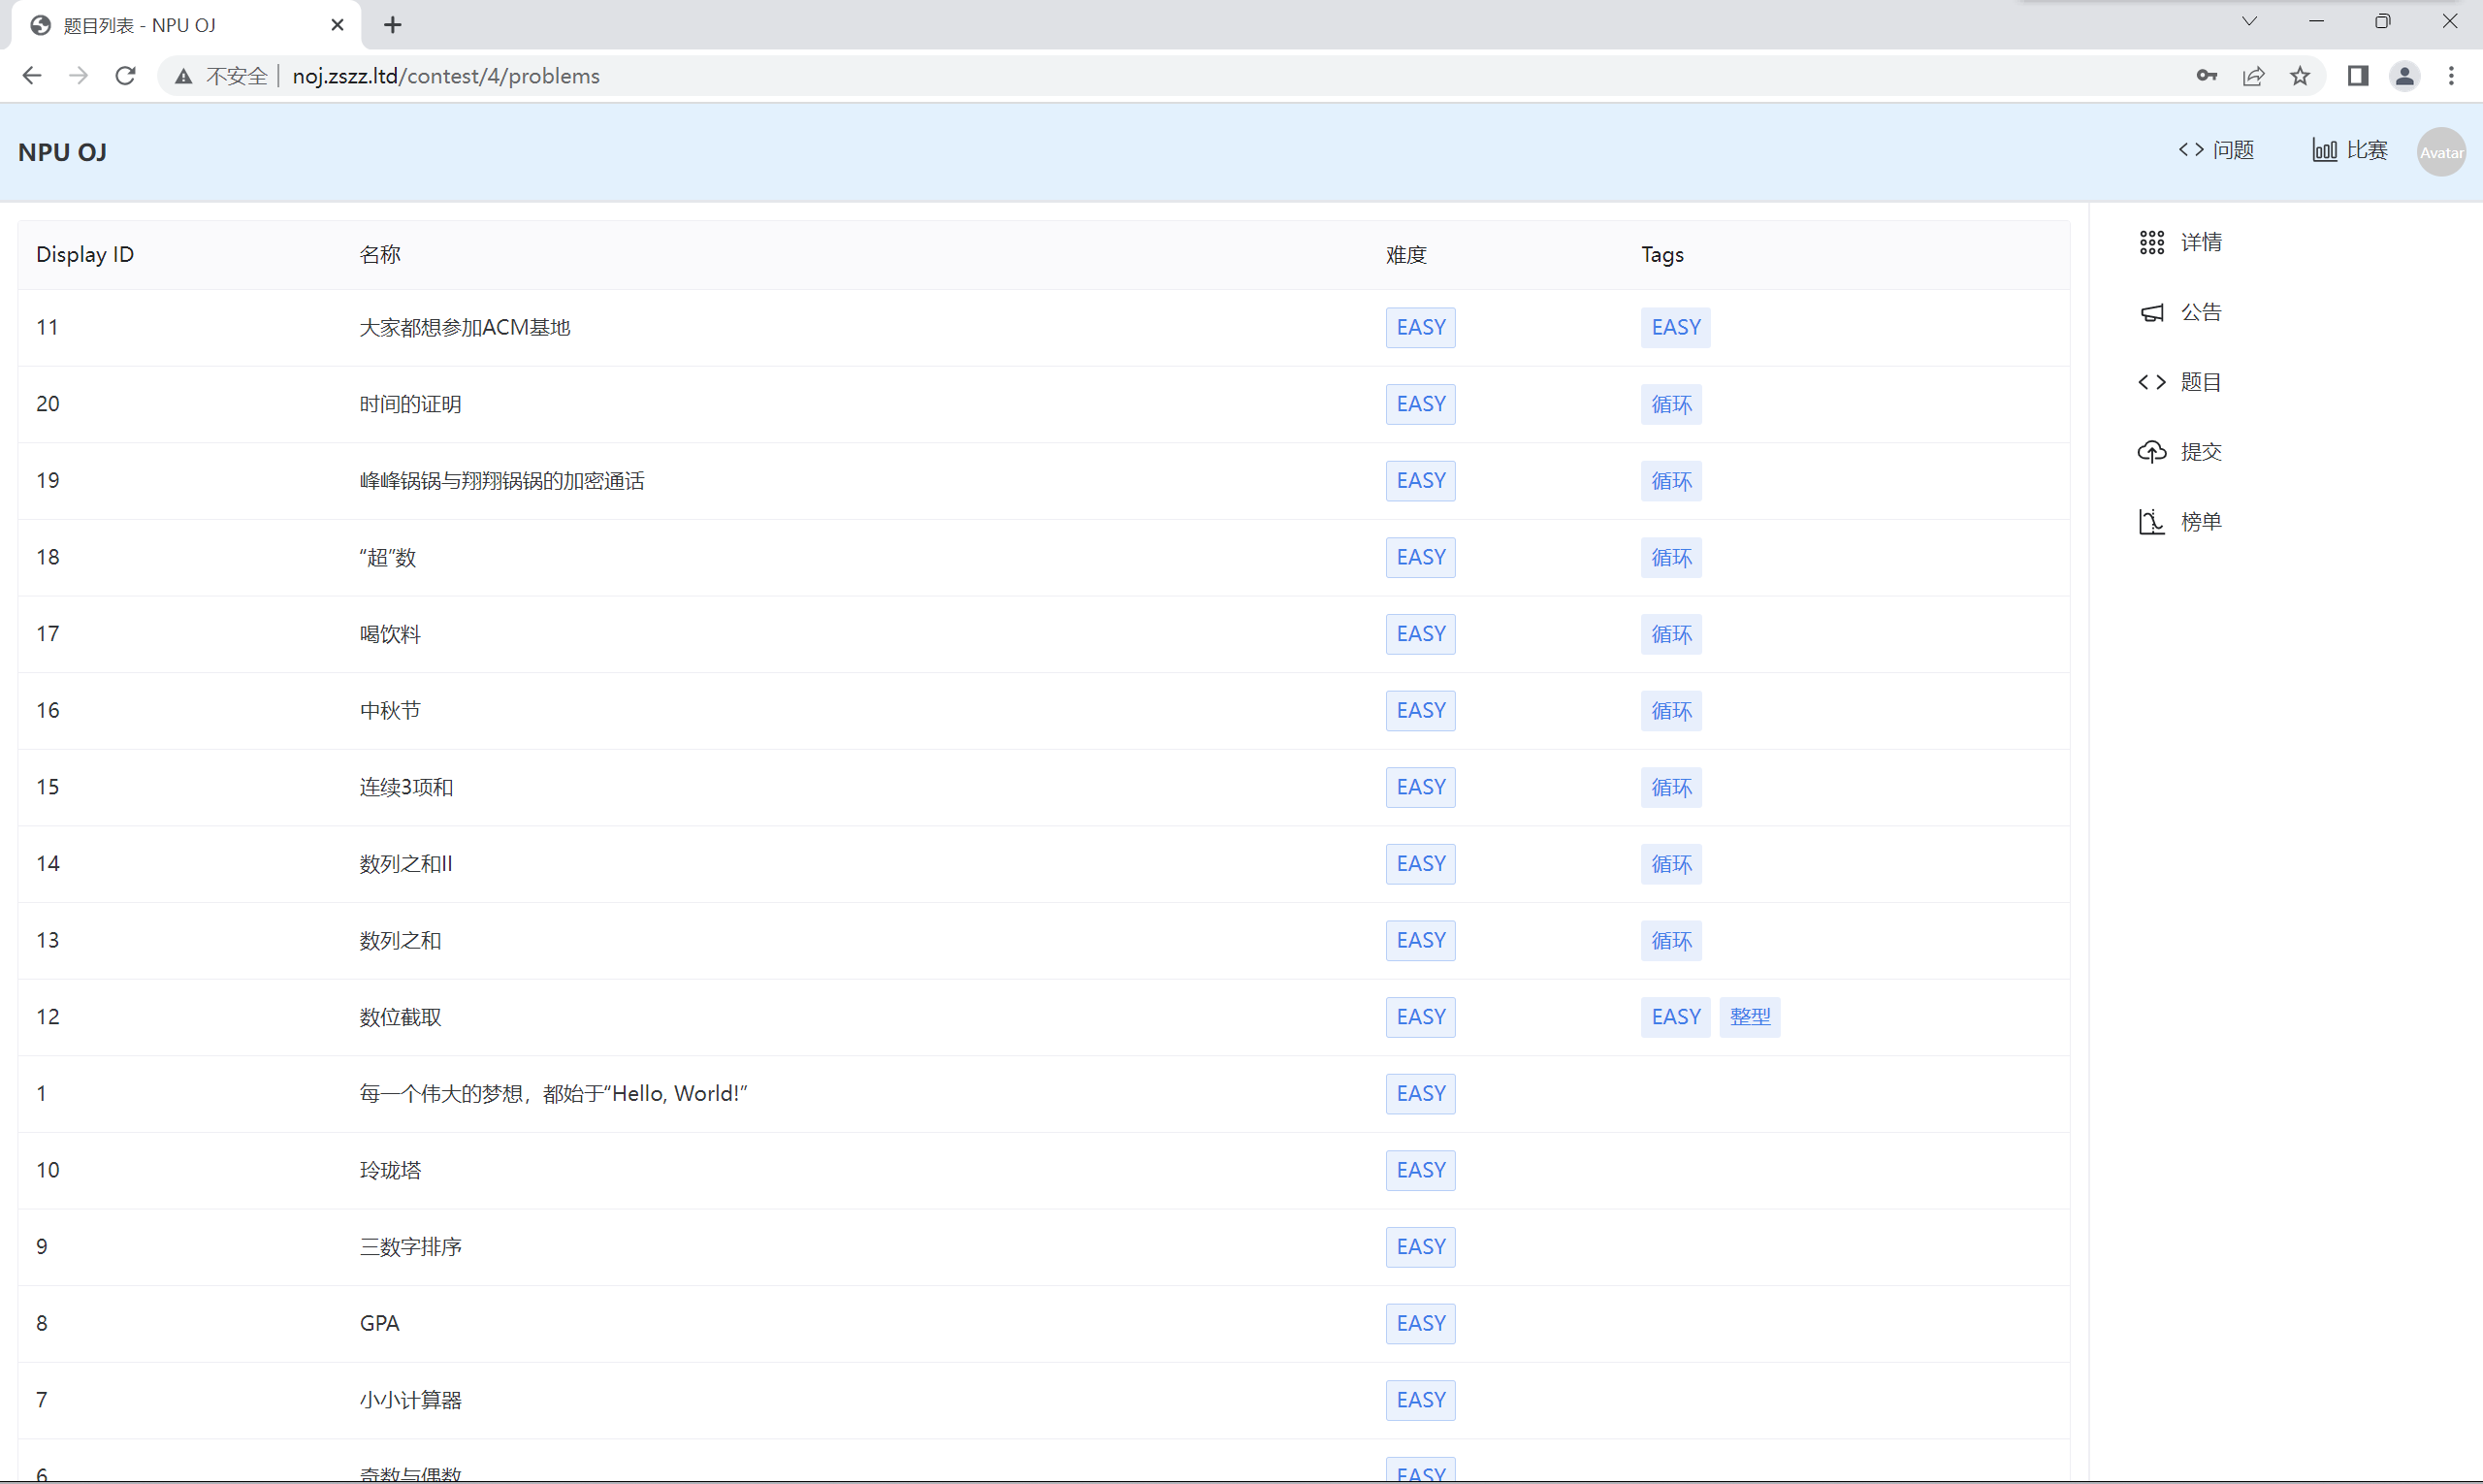 题目列表 - NPU OJ
不安全 noj.zszz.ltd/contest/4/problems
NPU OJ
问题 比赛 Avatar
Display ID 名称 难度 Tags
11 大家都想参加ACM基地 EASY EASY
20 时间的证明 EASY 循环
19 峰峰锅锅与翔翔锅锅的加密通话 EASY 循环
18 “超”数 EASY 循环
17 喝饮料 EASY 循环
16 中秋节 EASY 循环
15 连续3项和 EASY 循环
14 数列之和II EASY 循环
13 数列之和 EASY 循环
12 数位截取 EASY 整型
1 每一个伟大的梦想，都始于“Hello, World!” EASY
10 玲珑塔 EASY
9 三数字排序 EASY
8 GPA EASY
7 小小计算器 EASY
6 奇数与偶数 EASY
详情
公告
题目
提交
榜单